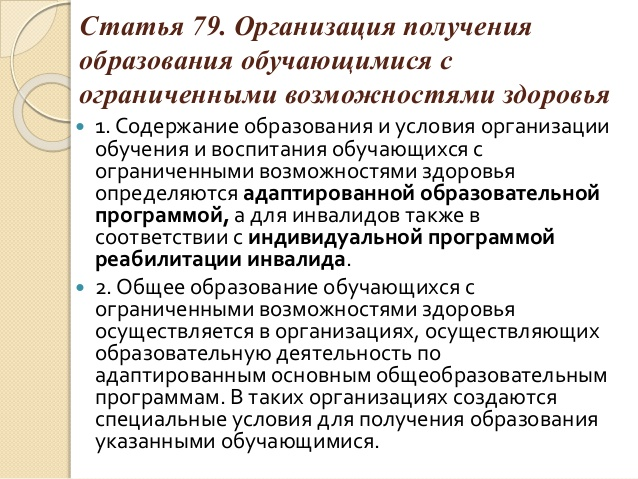 Статья 79. Организация получения
образования обучающимися с
ограниченными возможностями здоровья
• 1. Содержание образования и условия организации
обучения и воспитания обучающихся с
ограниченными возможностями здоровья
определяются адаптированной образовательной
программой, а для инвалидов также в
соответствии с индивидуальной программой
реабилитации инвалида.
• 2. Общее образование обучающихся с
ограниченными возможностями здоровья
осуществляется в организациях, осуществляющих
образовательную деятельность по
адаптированным основным общеобразовательным
программам. В таких организациях создаются
специальные условия для получения образования
указанными обучающимися.